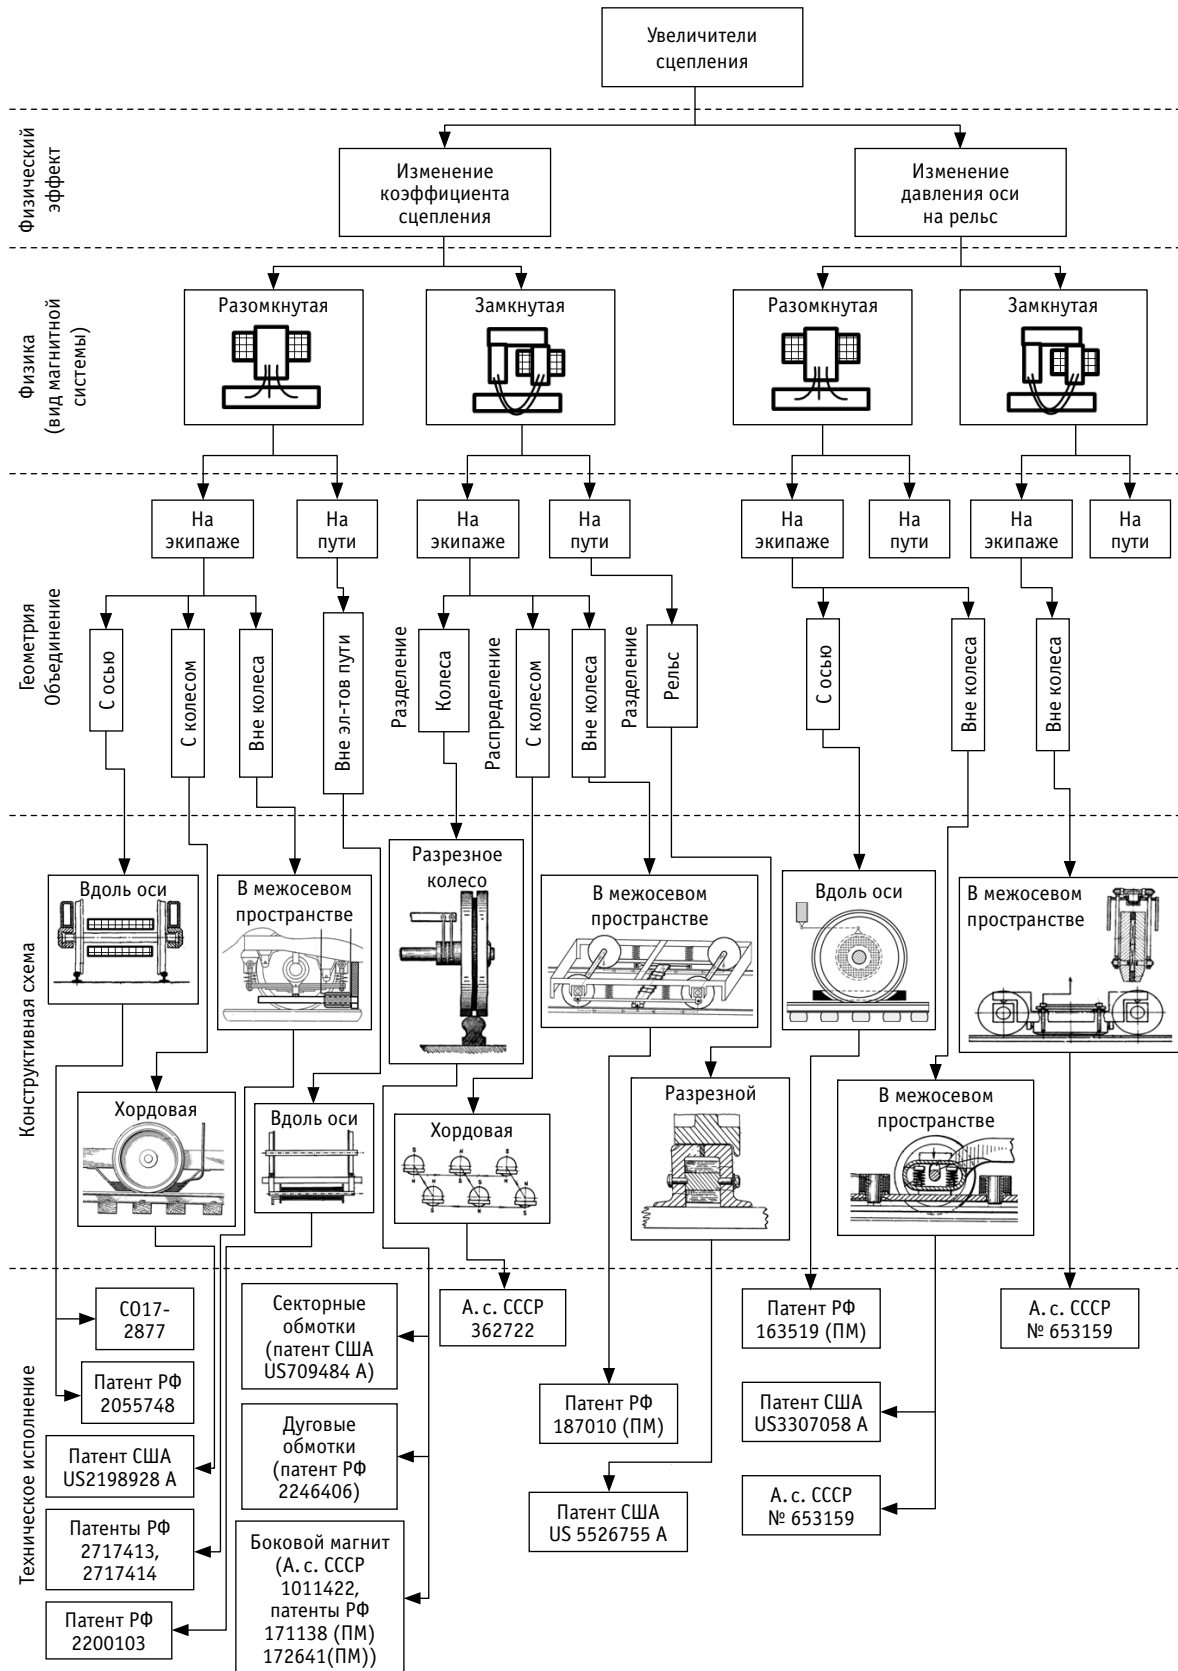 Увеличители
сцепления
Физический
эффект
Изменение
коэффициента
сцепления
Изменение
давления оси
на рельс
Физика
(вид магнитной
системы)
Разомкнутая
Замкнутая
Разомкнутая
Замкнутая
Геометрия
Объединение
На
экипаже
На
пути
На
экипаже
На
пути
На
экипаже
На
пути
На
экипаже
На
пути
С осью
С колесом
Вне колеса
Вне эл-тов пути
Разделение
Колеса
Распределение
С колесом
Вне колеса
Разделение
Рельс
С осью
Вне колеса
Вне колеса
Конструктивная схема
Вдоль оси
В межосевом
пространстве
Разрезное
колесо
В межосевом
пространстве
Вдоль оси
В межосевом
пространстве
Хордовая
Вдоль оси
Хордовая
Разрезной
В межосевом
пространстве
Техническое исполнение
СО17-
2877
Патент РФ
2055748
Патент США
US2198928 A
Патенты РФ
2717413,
2717414
Патент РФ
2200103
Секторные
обмотки
(патент США
US709484 A)
Дуговые
обмотки
(патент РФ
2246406)
Боковой магнит
(А. с. СССР
1011422,
патенты РФ
171138 (ПМ)
172641(ПМ))
А. с. СССР
362722
Патент РФ
187010 (ПМ)
Патент США
US 5526755 A
Патент РФ
163519 (ПМ)
Патент США
US3307058 A
А. с. СССР
№ 653159
А. с. СССР
№ 653159